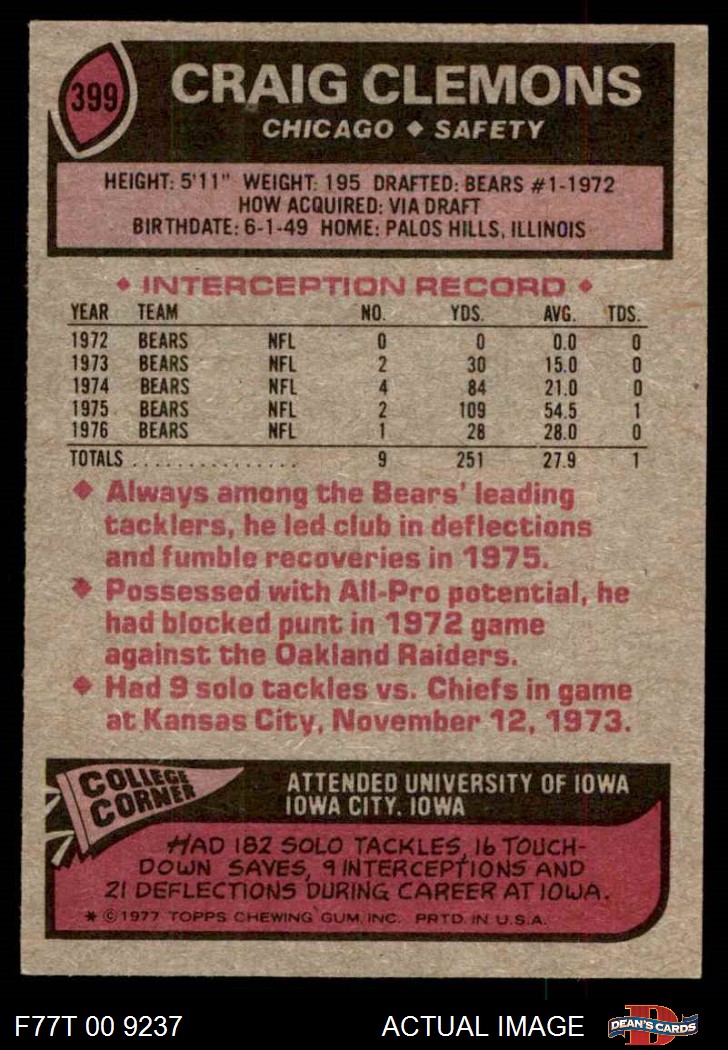 399
CRAIG CLEMONS
CHICAGO ◆ SAFETY
HEIGHT: 5'11" WEIGHT: 195 DRAFTED: BEARS #1-1972
HOW ACQUIRED: VIA DRAFT
BIRTHDATE: 6-1-49 HOME: PALOS HILLS, ILLINOIS
◆ INTERCEPTION RECORD ◆
YEAR TEAM NO. YDS. AVG. TDS.
1972 BEARS NFL 0 0 0.0 0
1973 BEARS NFL 2 30 15.0 0
1974 BEARS NFL 4 84 21.0 0
1975 BEARS NFL 2 109 54.5 1
1976 BEARS NFL 1 28 28.0 0
TOTALS ................ 9 251 27.9 1
◆ Always among the Bears' leading
tacklers, he led club in deflections
and fumble recoveries in 1975.
◆ Possessed with All-Pro potential, he
had blocked punt in 1972 game
against the Oakland Raiders.
◆ Had 9 solo tackles vs. Chiefs in game
at Kansas City, November 12, 1973.
COLLEGE
CORNER
ATTENDED UNIVERSITY OF IOWA
IOWA CITY, IOWA
HAD 182 SOLO TACKLES, 16 TOUCH-
DOWN SAVES, 9 INTERCEPTIONS AND
21 DEFLECTIONS DURING CAREER AT IOWA.
* © 1977 TOPPS CHEWING GUM, INC. PRTD. IN U.S.A.
F77T 00 9237 ACTUAL IMAGE
D
DEAN'S CARDS